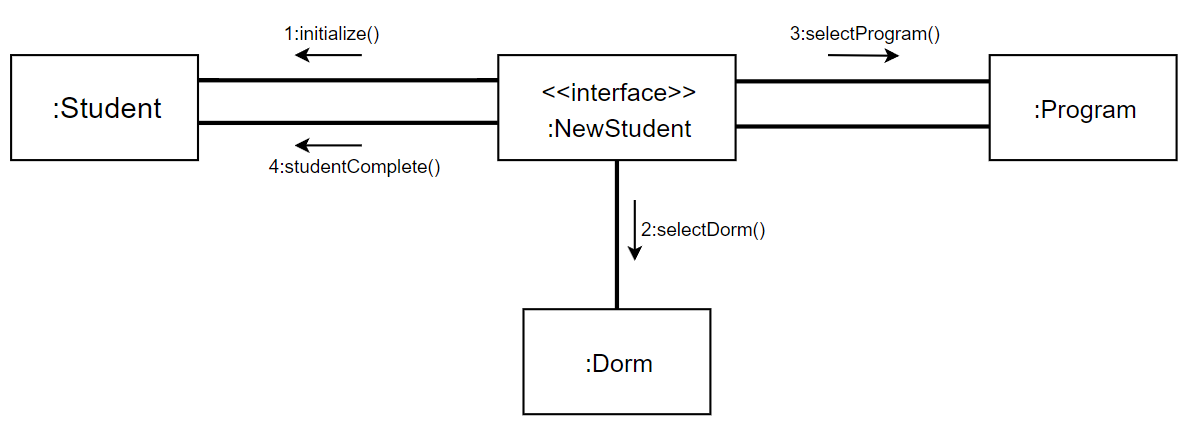 1:initialize()
3:selectProgram()
:Student
<<interface>>
:NewStudent
:Program
4:studentComplete()
2:selectDorm()
:Dorm